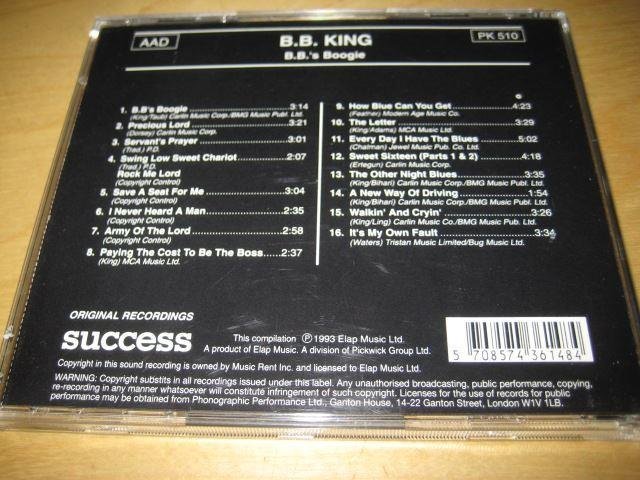 AAD
B.B. KING
B.B.'s Boogie
PK 510
1. B.B's Boogie 3:14
(King/Taub) Carlin Music Corp./BMG Music Publ. Ltd.
2. Precious Lord 3:21
(Dorsey) Carlin Music Corp.
3. Servant's Prayer 3:01
(Trad.) P.D.
4. Swing Low Sweet Chariot 2:07
(Trad.) P.D.
Rock Me Lord
(Copyright Control)
5. Save A Seat For Me 3:04
(Copyright Control)
6. I Never Heard A Man 2:35
(Copyright Control)
7. Army Of The Lord 2:58
(Copyright Control)
8. Paying The Cost To Be The Boss 2:37
(King) MCA Music Ltd.
9. How Blue Can You Get 4:23
(Feather) Modern Age Music Co.
10. The Letter 3:29
(King/Adams) MCA Music Ltd.
11. Every Day I Have The Blues 5:02
(Chatman) Jewel Music Pub. Co. Ltd.
12. Sweet Sixteen (Parts 1 & 2) 4:18
(Ertegun) Carlin Music Corp.
13. The Other Night Blues 3:35
(King/Bihari) Carlin Music Corp./BMG Music Publ. Ltd.
14. A New Way Of Driving 1:54
(King/Bihari) Carlin Music Corp./BMG Music Publ. Ltd.
15. Walkin' And Cryin' 3:26
(King/Ling) Carlin Music Co./BMG Music Publ. Ltd.
16. It's My Own Fault 3:34
(Waters) Tristan Music Limited/Bug Music Ltd.
ORIGINAL RECORDINGS
success
This compilation Ⓟ 1993 Elap Music Ltd.
A product of Elap Music. A division of Pickwick Group Ltd.
5 708574 361484
Copyright in this sound recording is owned by Music Rent Inc. and licensed to Elap Music Ltd.
WARNING: Copyright substits in all recordings issued under this label. Any unauthorised broadcasting, public performance, copying,
re-recording in any manner whatsoever will constitute infringement of such copyright. Licenses for the use of records for public
performance may be obtained from Phonographic Performance Ltd., Ganton House, 14-22 Ganton Street, London W1V 1LB.